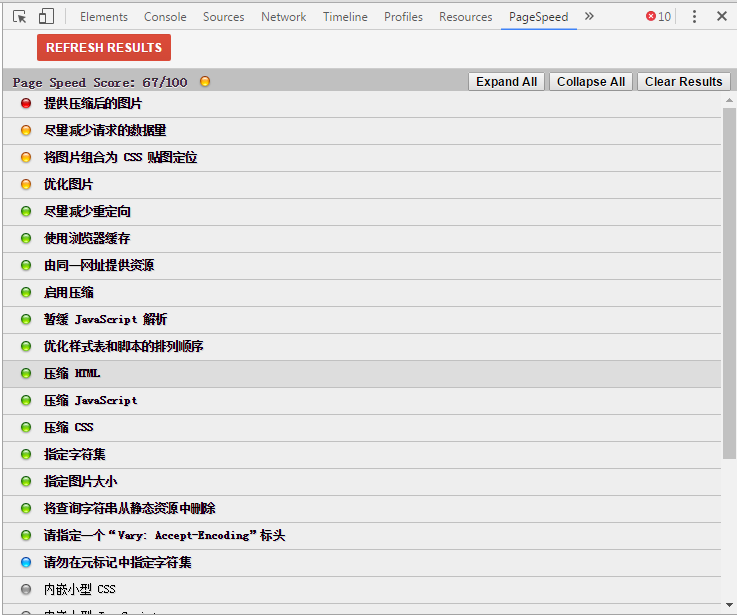 Elements Console Sources Network Timeline Profiles Resources PageSpeed » 10
REFRESH RESULTS
Page Speed Score: 67/100 Expand All Collapse All Clear Results
提供压缩后的图片
尽量减少请求的数据量
将图片组合为 CSS 贴图定位
优化图片
尽量减少重定向
使用浏览器缓存
由同一网址提供资源
启用压缩
暂缓 JavaScript 解析
优化样式表和脚本的排列顺序
压缩 HTML
压缩 JavaScript
压缩 CSS
指定字符集
指定图片大小
将查询字符串从静态资源中删除
请指定一个“Vary: Accept-Encoding”标头
请勿在元标记中指定字符集
内嵌小型 CSS